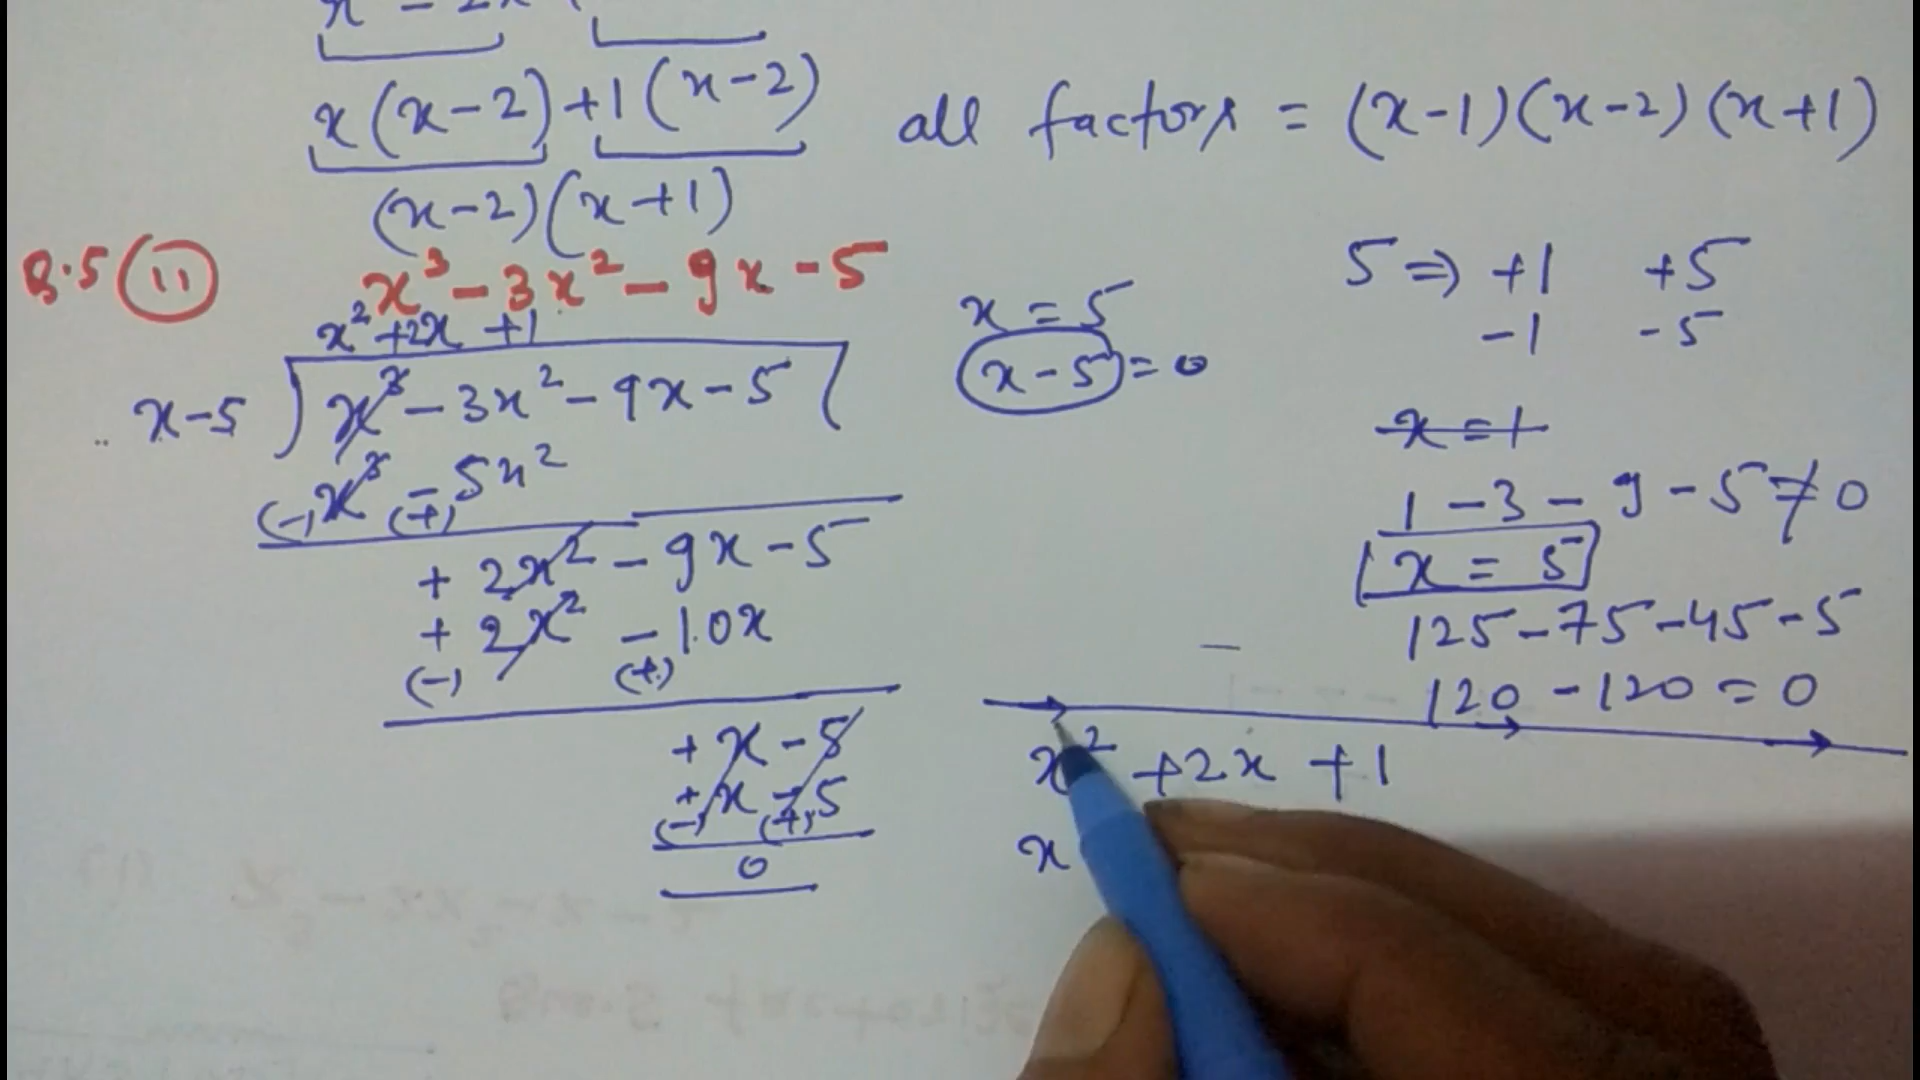 x(x-2)+1(x-2)
(x-2)(x+1)
all factors = (x-1)(x-2)(x+1)
Q.5 (11) x³ - 3x² - 9x - 5
x² + 2x + 1
x-5 ) x³ - 3x² - 9x - 5 (
(-) x³ - (+) 5x²
+ 2x² - 9x - 5
+ 2x² - 10x
(-) (+)
+ x - 5
+ x - 5
(-) (+)
0
x = 5
x - 5 = 0
5 ⇒ +1 +5
-1 -5
x = 1
1 - 3 - 9 - 5 ≠ 0
x = 5
125 - 75 - 45 - 5
120 - 120 = 0
x² + 2x + 1
x